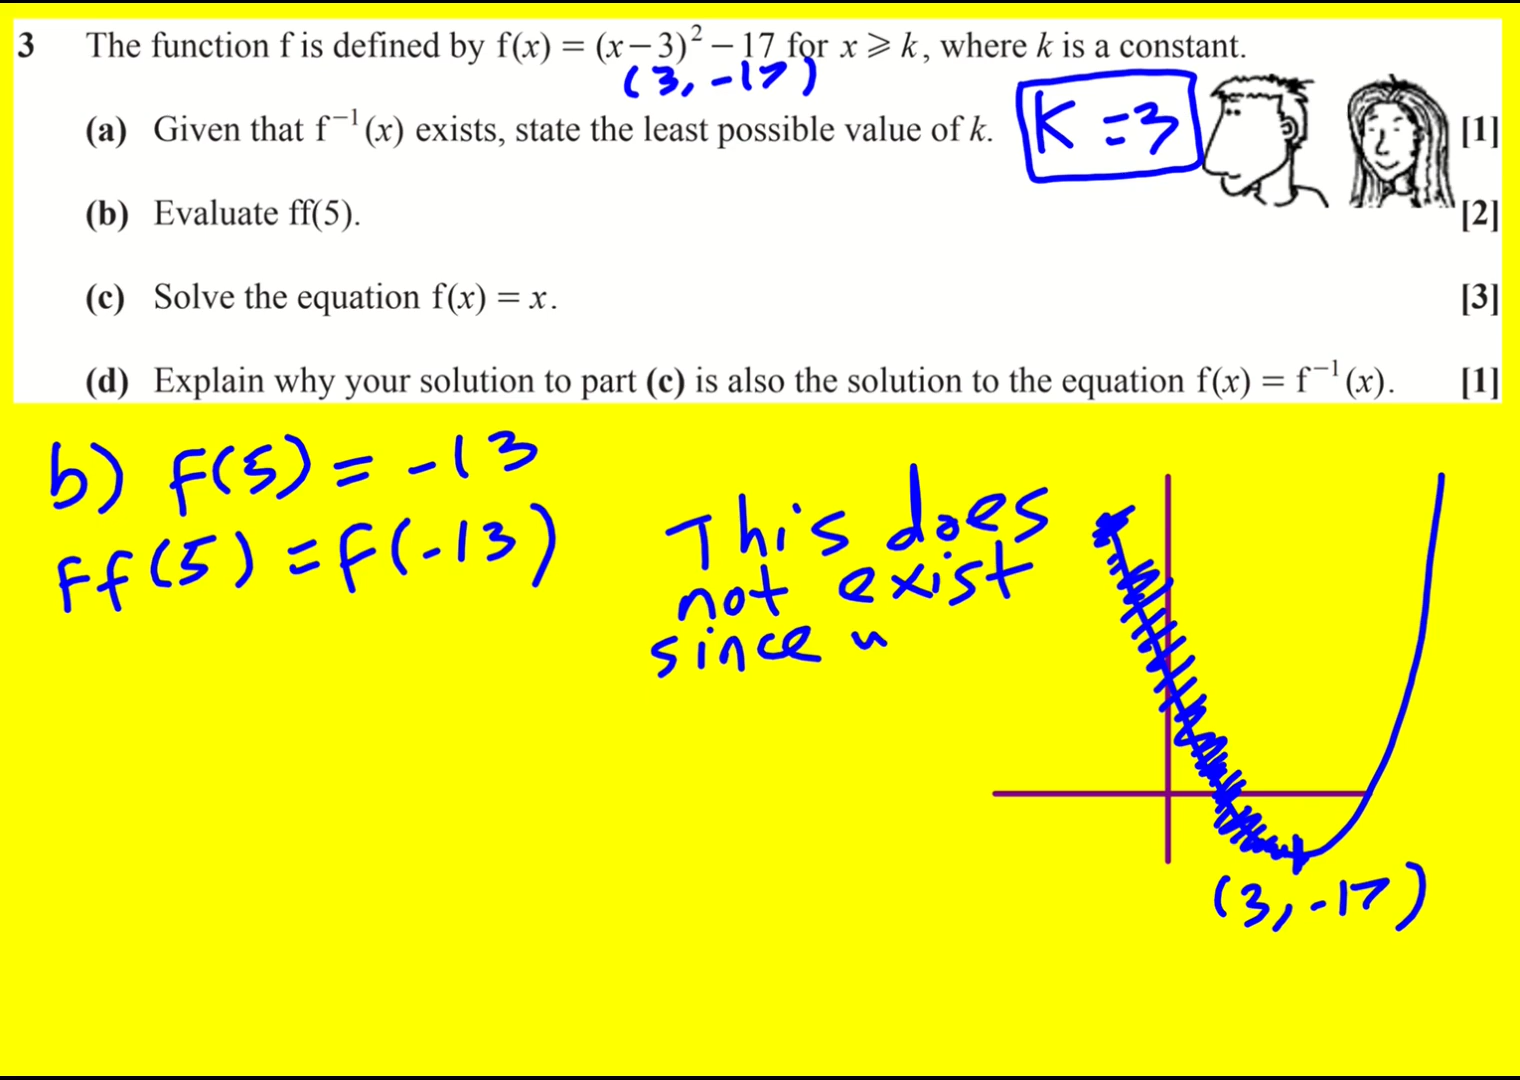 3 The function f is defined by f(x) = (x−3)² − 17 for x ⩾ k, where k is a constant.
(3, -17)
(a) Given that f⁻¹(x) exists, state the least possible value of k. [1]
K = 3
(b) Evaluate ff(5). [2]
(c) Solve the equation f(x) = x. [3]
(d) Explain why your solution to part (c) is also the solution to the equation f(x) = f⁻¹(x). [1]
b) f(5) = -13
ff(5) = f(-13)
This does
not exist
since
(3, -17)